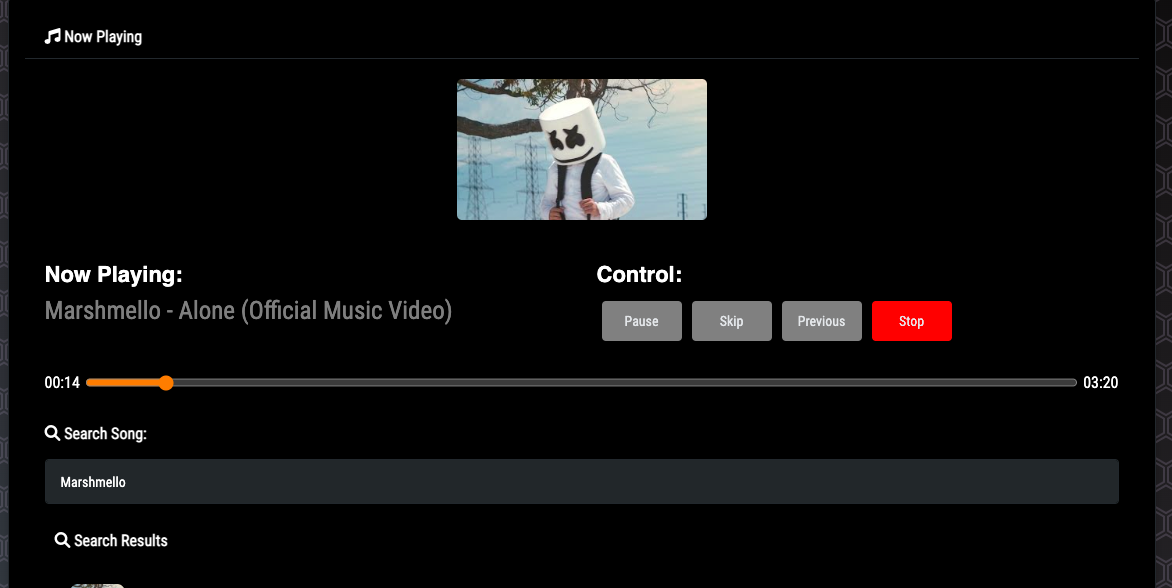 Now Playing
Now Playing:
Marshmello - Alone (Official Music Video)
Control:
Pause Skip Previous Stop
00:14 03:20
Search Song:
Marshmello
Search Results